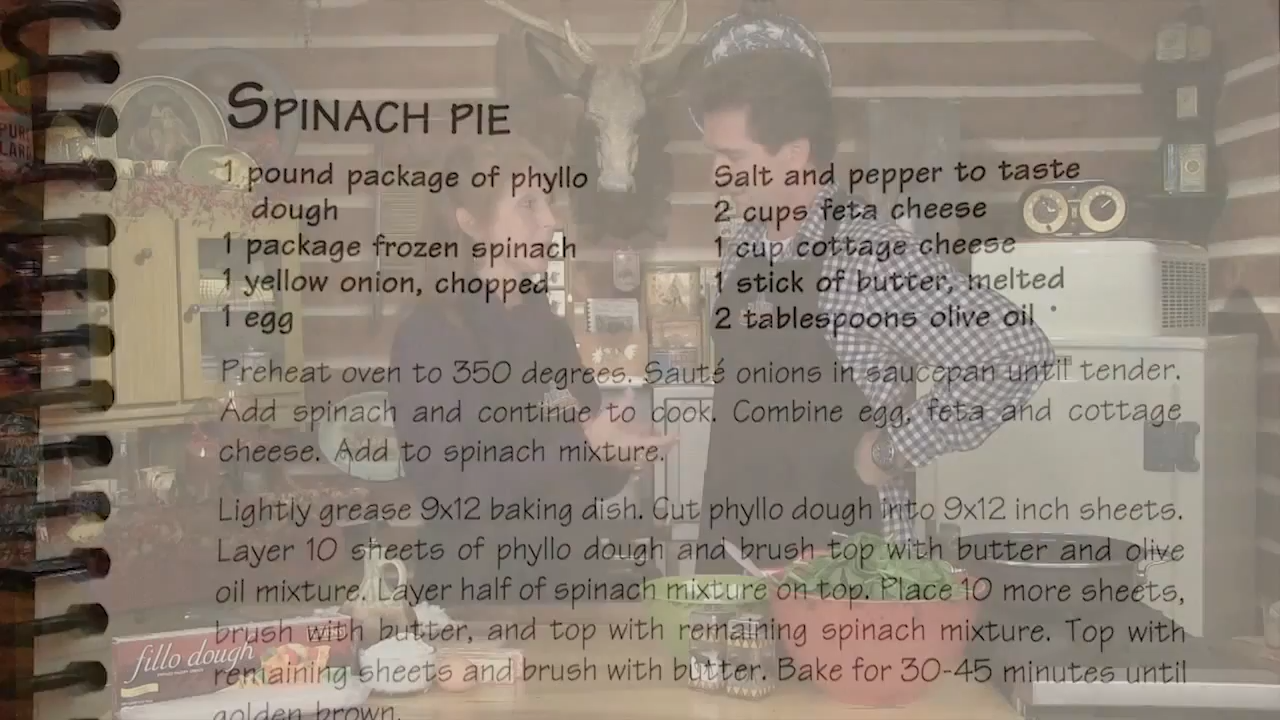 SPINACH PIE
1 pound package of phyllo
dough
1 package frozen spinach
1 yellow onion, chopped
1 egg
Salt and pepper to taste
2 cups feta cheese
1 cup cottage cheese
1 stick of butter, melted
2 tablespoons olive oil
Preheat oven to 350 degrees. Sauté onions in saucepan until tender.
Add spinach and continue to cook. Combine egg, feta and cottage
cheese. Add to spinach mixture.
Lightly grease 9x12 baking dish. Cut phyllo dough into 9x12 inch sheets.
Layer 10 sheets of phyllo dough and brush top with butter and olive
oil mixture. Layer half of spinach mixture on top. Place 10 more sheets,
brush with butter, and top with remaining spinach mixture. Top with
remaining sheets and brush with butter. Bake for 30-45 minutes until
golden brown.
fillo dough
PURE
LARD